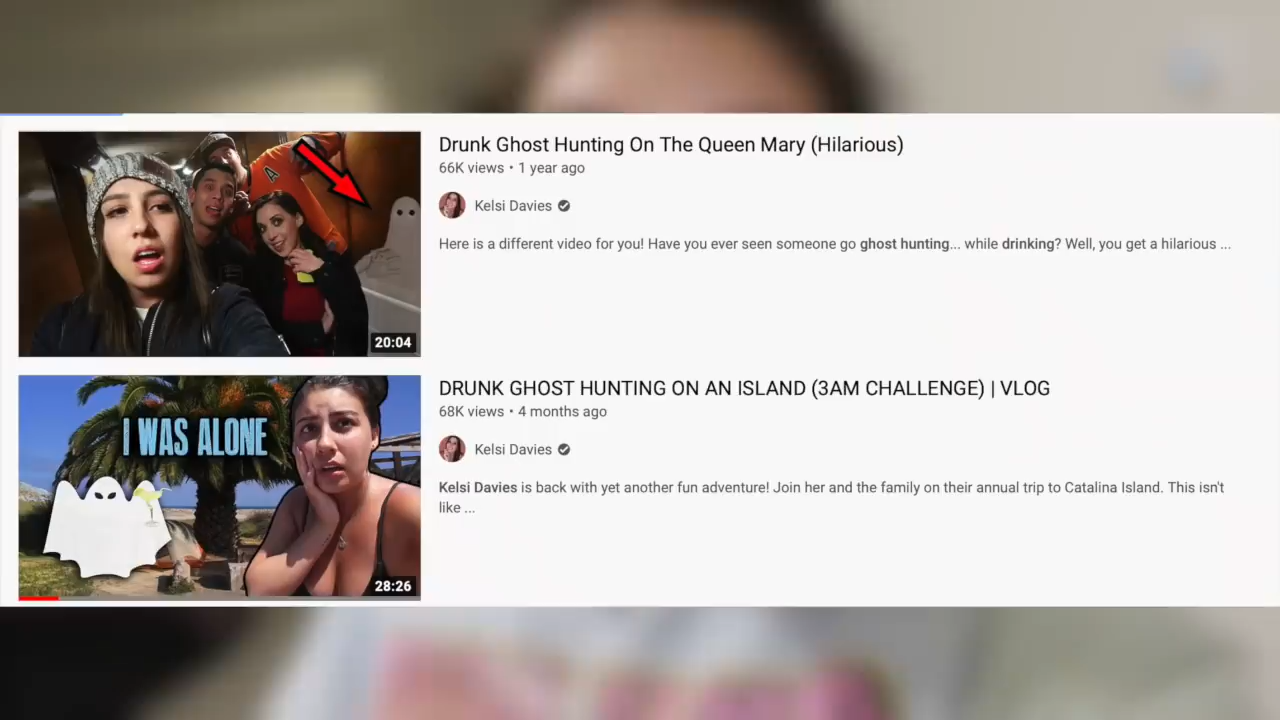 Drunk Ghost Hunting On The Queen Mary (Hilarious)
66K views • 1 year ago
A
Kelsi Davies
Here is a different video for you! Have you ever seen someone go ghost hunting... while drinking? Well, you get a hilarious ...
20:04
DRUNK GHOST HUNTING ON AN ISLAND (3AM CHALLENGE) | VLOG
68K views • 4 months ago
I WAS ALONE
Kelsi Davies
Kelsi Davies is back with yet another fun adventure! Join her and the family on their annual trip to Catalina Island. This isn't
like ...
28:26